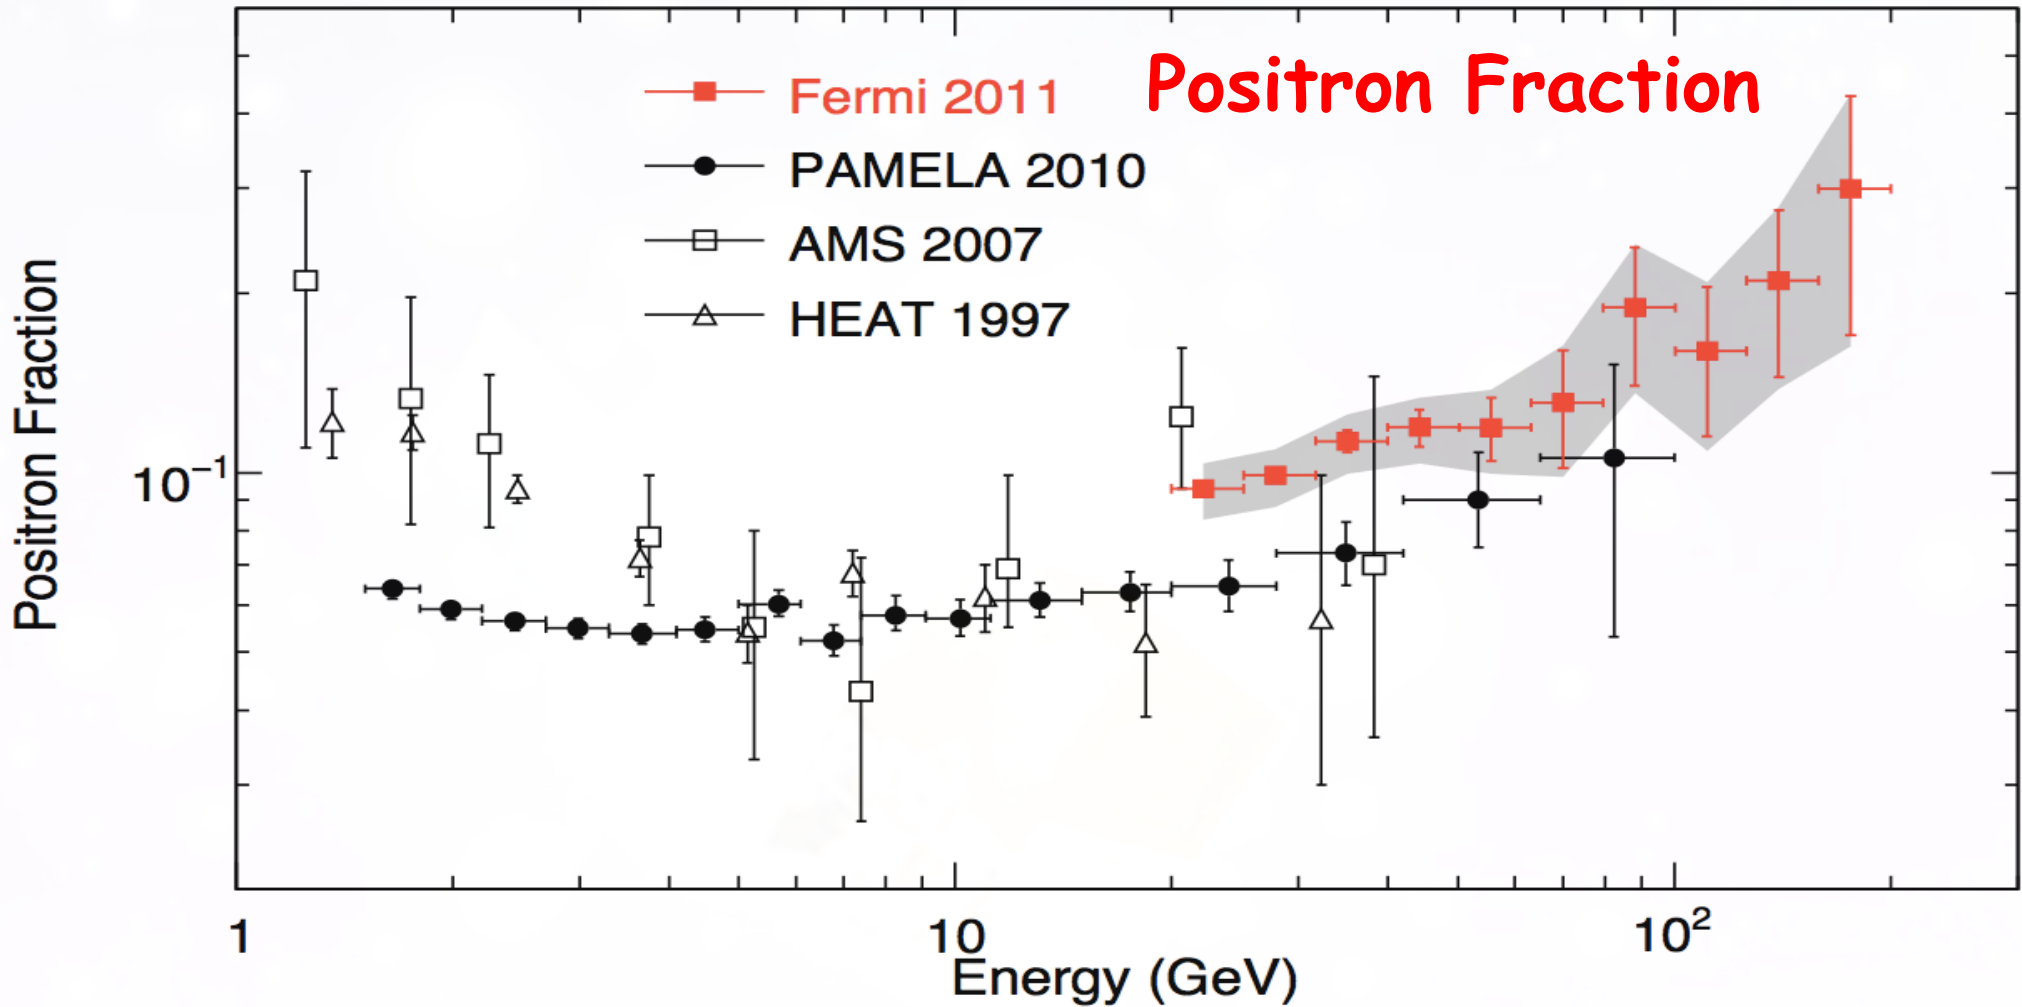 Positron Fraction
Fermi 2011
PAMELA 2010
AMS 2007
HEAT 1997
Positron Fraction
10⁻¹
1
10
10²
Energy (GeV)